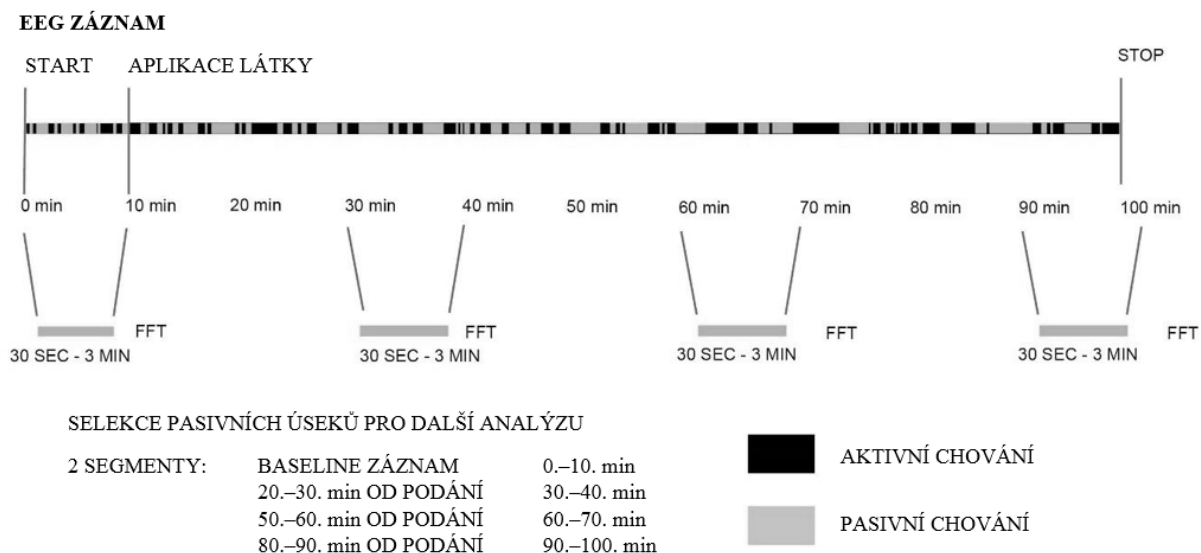 EEG ZÁZNAM
START APLIKACE LÁTKY STOP
0 min 10 min 20 min 30 min 40 min 50 min 60 min 70 min 80 min 90 min 100 min
FFT FFT FFT FFT
30 SEC - 3 MIN 30 SEC - 3 MIN 30 SEC - 3 MIN 30 SEC - 3 MIN
SELEKCE PASIVNÍCH ÚSEKŮ PRO DALŠÍ ANALÝZU
2 SEGMENTY: BASELINE ZÁZNAM 0.–10. min
20.–30. min OD PODÁNÍ 30.–40. min
50.–60. min OD PODÁNÍ 60.–70. min
80.–90. min OD PODÁNÍ 90.–100. min
AKTIVNÍ CHOVÁNÍ
PASIVNÍ CHOVÁNÍ